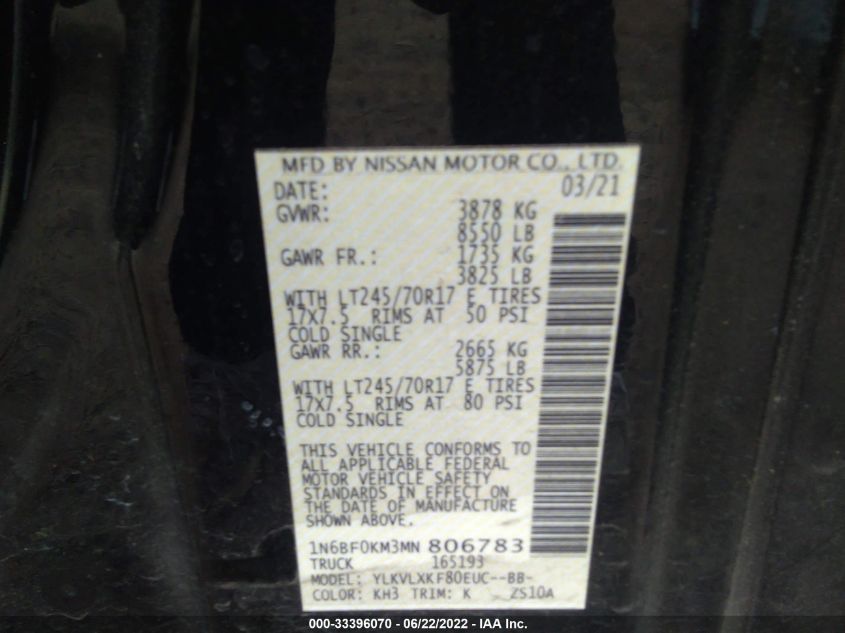 MFD BY NISSAN MOTOR CO., LTD.
DATE: 03/21
GVWR: 3878 KG
8550 LB
GAWR FR.: 1735 KG
3825 LB
WITH LT245/70R17 E TIRES
17X7.5 RIMS AT 50 PSI
COLD SINGLE
GAWR RR.: 2665 KG
5875 LB
WITH LT245/70R17 E TIRES
17X7.5 RIMS AT 80 PSI
COLD SINGLE
THIS VEHICLE CONFORMS TO
ALL APPLICABLE FEDERAL
MOTOR VEHICLE SAFETY
STANDARDS IN EFFECT ON
THE DATE OF MANUFACTURE
SHOWN ABOVE.
1N6BF0KM3MN 806783
TRUCK 165193
MODEL: YLKVLXKF80EUC--BB-
COLOR: KH3 TRIM: K ZS10A
000-33396070 - 06/22/2022 - IAA Inc.